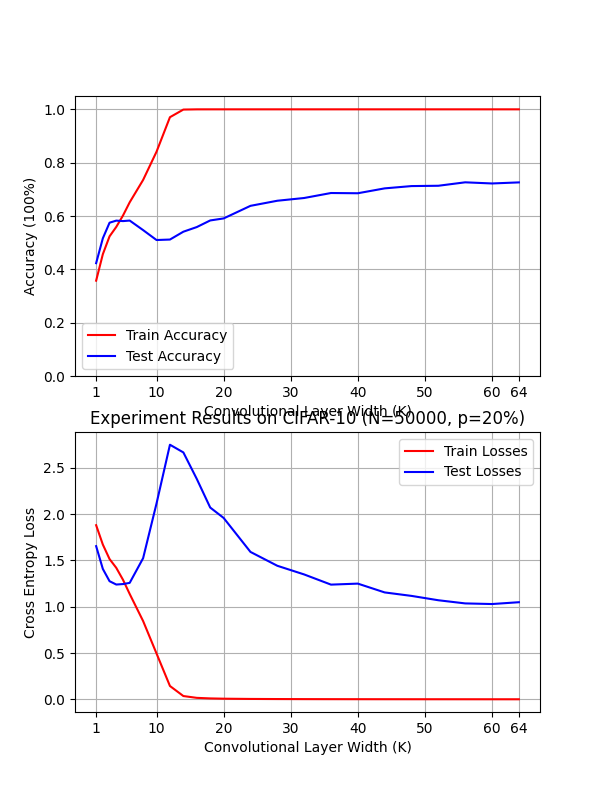 1.0
0.8
0.6
0.4
0.2
0.0
Accuracy (100%)
Train Accuracy
Test Accuracy
1 10 20 30 40 50 60 64
Convolutional Layer Width (K)
Experiment Results on CIFAR-10 (N=50000, p=20%)
2.5
2.0
1.5
1.0
0.5
0.0
Cross Entropy Loss
Train Losses
Test Losses
1 10 20 30 40 50 60 64
Convolutional Layer Width (K)